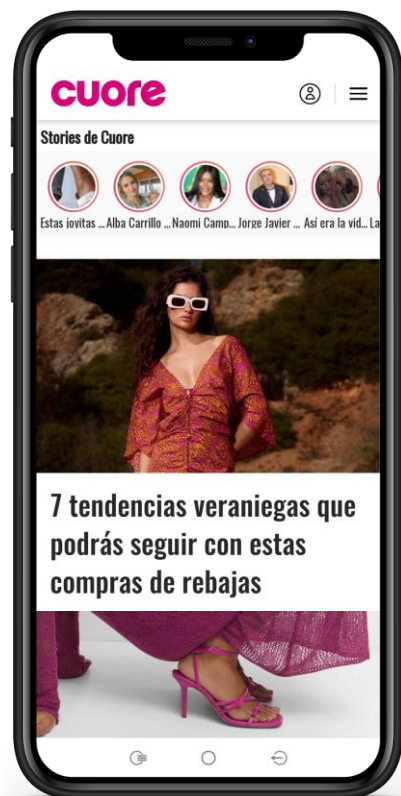 cuore
Stories de Cuore
Estas joyitas ... Alba Carrillo ... Naomi Camp... Jorge Javier ... Así era la vid... La
7 tendencias veraniegas que
podrás seguir con estas
compras de rebajas